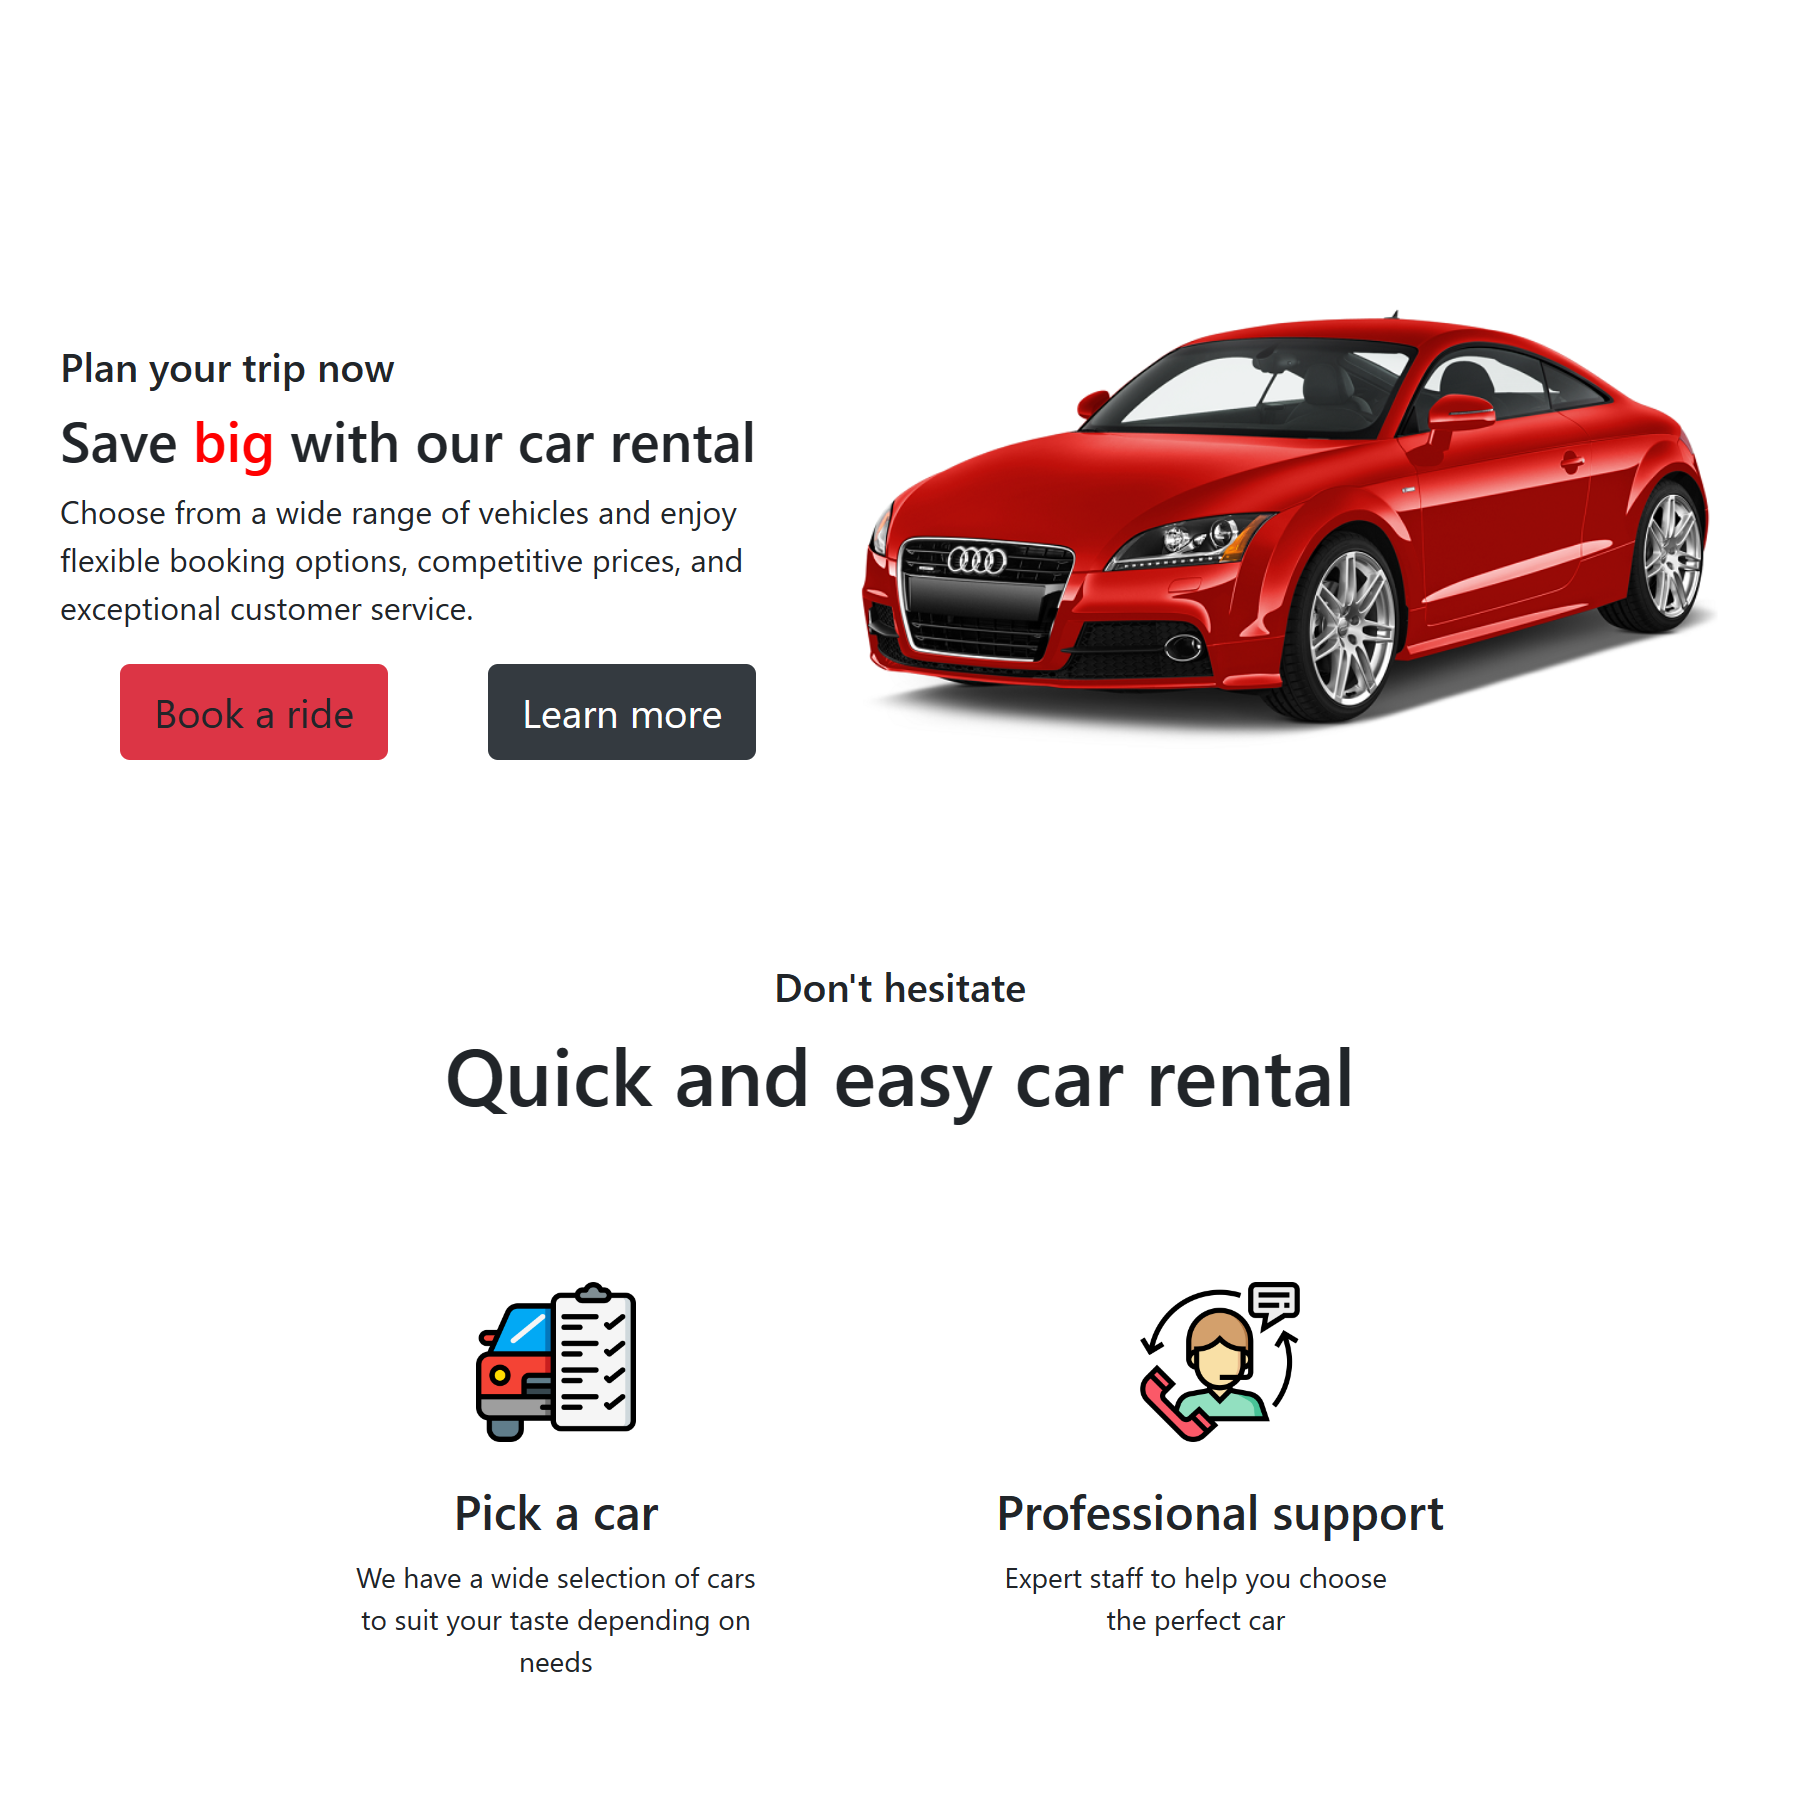 Plan your trip now
Save big with our car rental
Choose from a wide range of vehicles and enjoy
flexible booking options, competitive prices, and
exceptional customer service.
Book a ride
Learn more
Don't hesitate
Quick and easy car rental
Pick a car
We have a wide selection of cars
to suit your taste depending on
needs
Professional support
Expert staff to help you choose
the perfect car